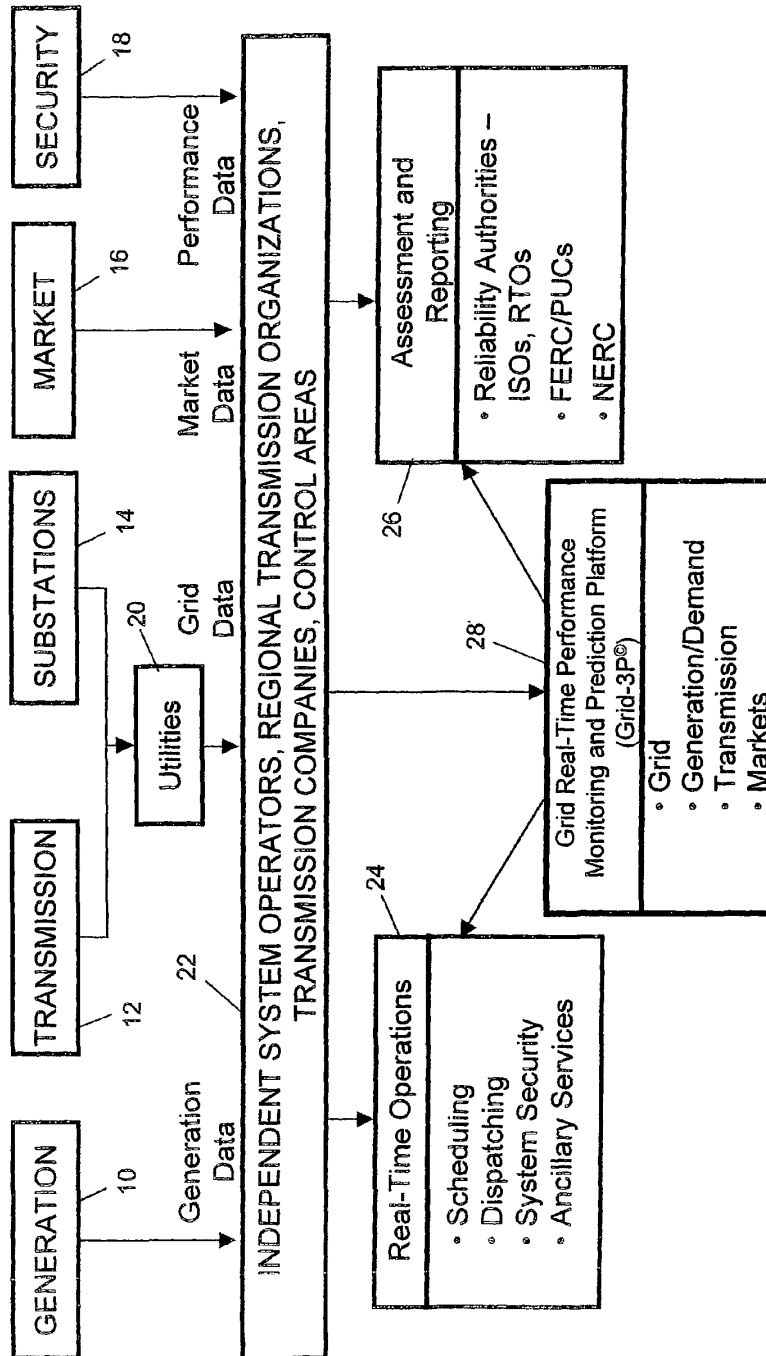 GENERATION
10
TRANSMISSION
12
SUBSTATIONS
14
MARKET
16
SECURITY
18
Utilities
20
Generation
Data
Grid
Data
Market
Data
Performance
Data
22
INDEPENDENT SYSTEM OPERATORS, REGIONAL TRANSMISSION ORGANIZATIONS,
TRANSMISSION COMPANIES, CONTROL AREAS
24
Real-Time Operations
• Scheduling
• Dispatching
• System Security
• Ancillary Services
28
Grid Real-Time Performance
Monitoring and Prediction Platform
(Grid-3P©)
• Grid
• Generation/Demand
• Transmission
• Markets
26
Assessment and
Reporting
• Reliability Authorities –
ISOs, RTOs
• FERC/PUCs
• NERC